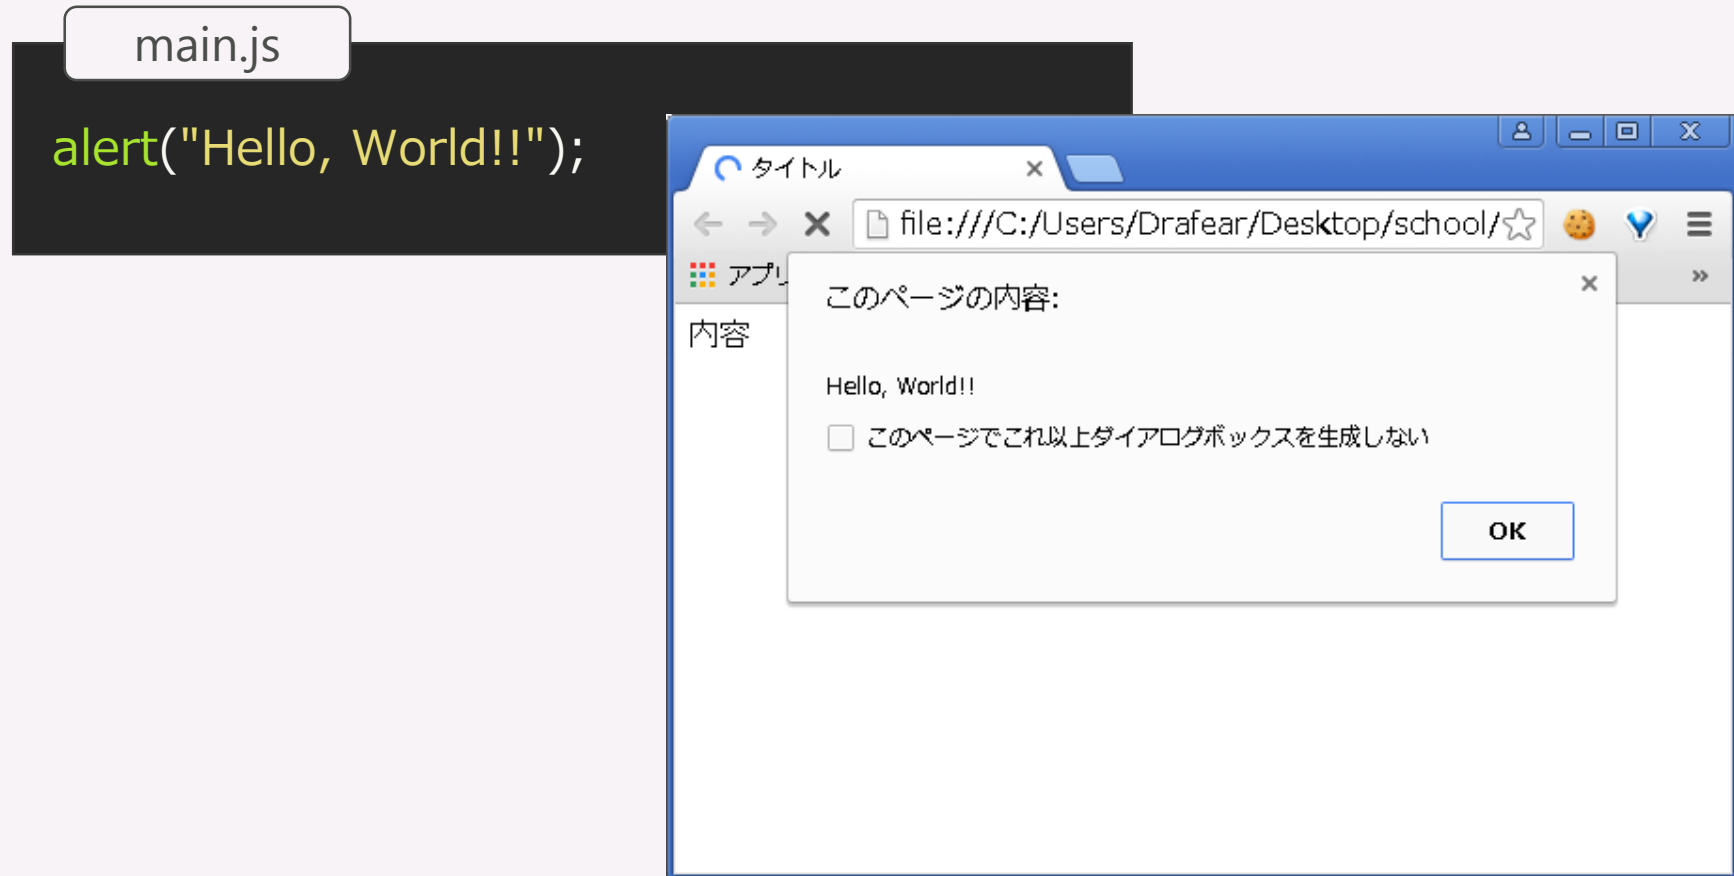 main.js
alert("Hello, World!!");
タイトル
file:///C:/Users/Drafear/Desktop/school/
アプリ
このページの内容:
内容
Hello, World!!
このページでこれ以上ダイアログボックスを生成しない
OK